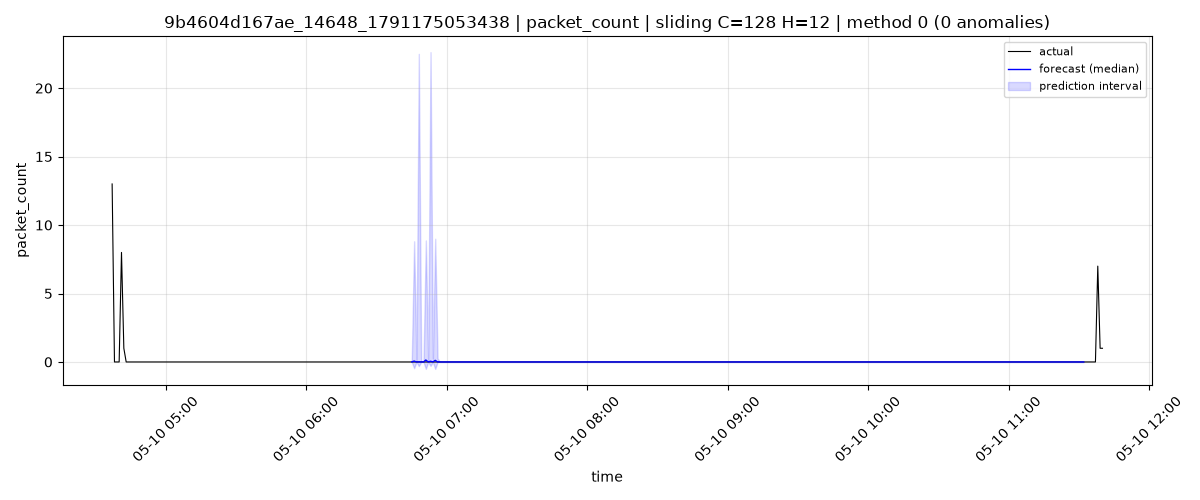 9b4604d167ae_14648_1791175053438 | packet_count | sliding C=128 H=12 | method 0 (0 anomalies)
actual
forecast (median)
prediction interval
packet_count
20
15
10
5
0
05-10 05:00
05-10 06:00
05-10 07:00
05-10 08:00
05-10 09:00
05-10 10:00
05-10 11:00
05-10 12:00
time